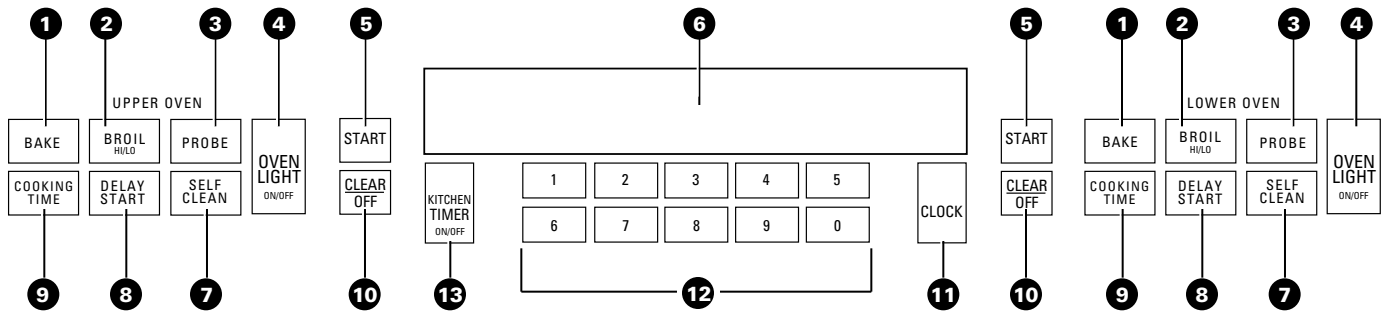 1 2 3 4 5 6 5 1 2 3 4
UPPER OVEN
LOWER OVEN
BAKE
BROIL
HI/LO
PROBE
OVEN
LIGHT
ON/OFF
START
COOKING
TIME
DELAY
START
SELF
CLEAN
CLEAR
OFF
KITCHEN
TIMER
ON/OFF
1 2 3 4 5
6 7 8 9 0
CLOCK
START
CLEAR
OFF
BAKE
BROIL
HI/LO
PROBE
OVEN
LIGHT
ON/OFF
COOKING
TIME
DELAY
START
SELF
CLEAN
9 8 7 10 13 12 11 10 9 8 7